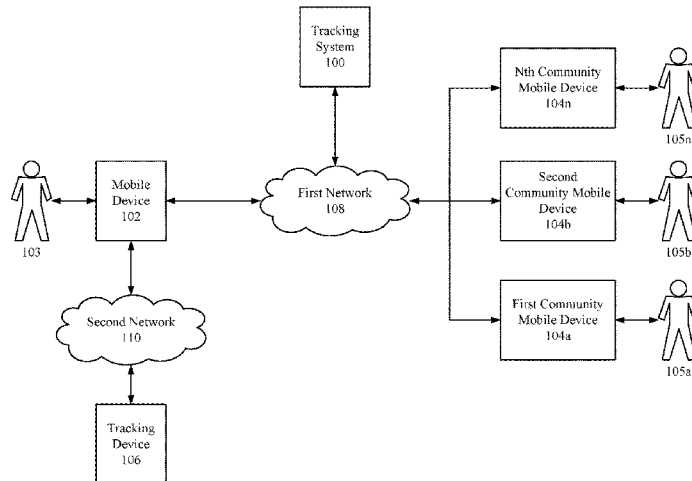 Tracking
System
100
Nth Community
Mobile Device
104n
105n
Mobile
Device
102
103
First Network
108
Second
Community Mobile
Device
104b
105b
Second Network
110
First Community
Mobile Device
104a
105a
Tracking
Device
106